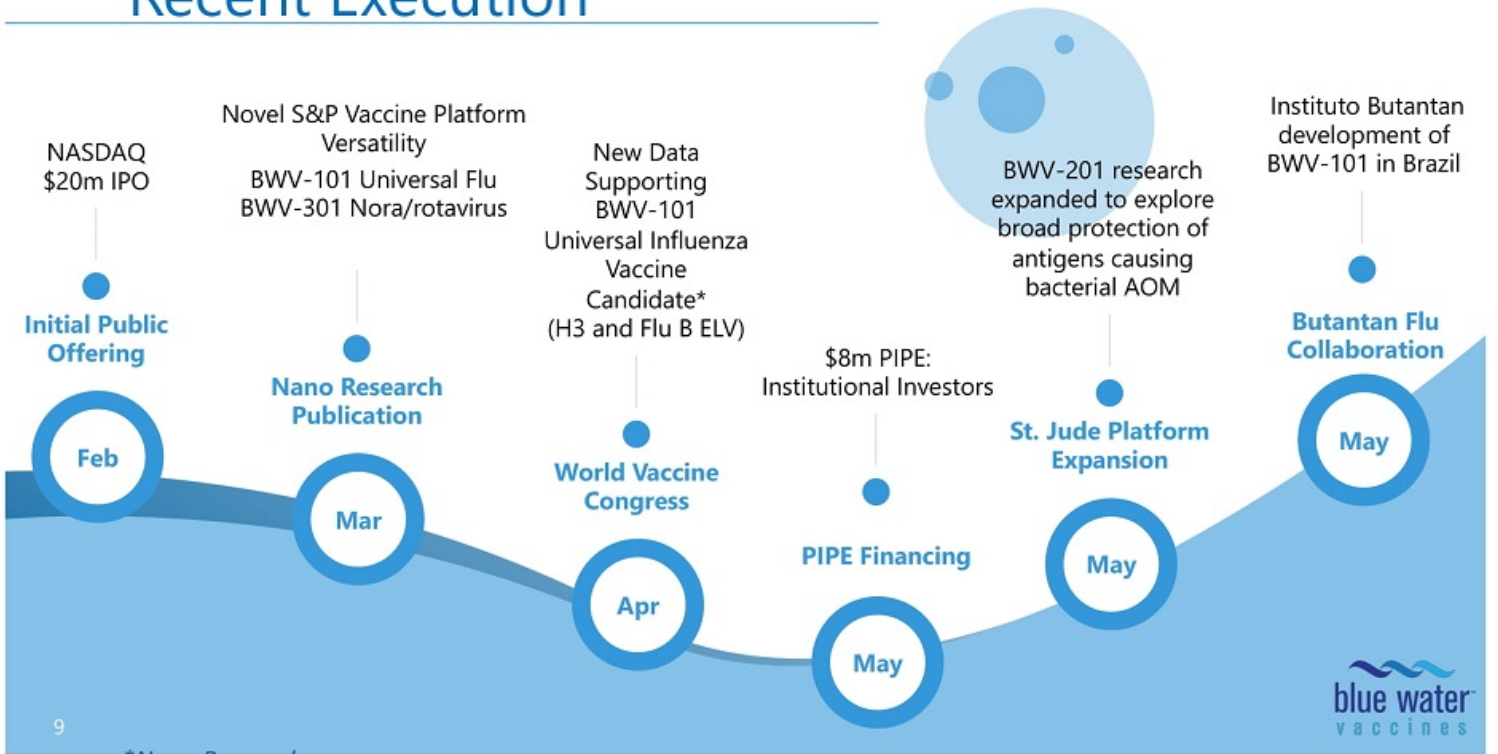 Recent Execution
NASDAQ
$20m IPO
Initial Public
Offering
Feb
Novel S&P Vaccine Platform
Versatility
BWV-101 Universal Flu
BWV-301 Nora/rotavirus
Nano Research
Publication
Mar
New Data
Supporting
BWV-101
Universal Influenza
Vaccine
Candidate*
(H3 and Flu B ELV)
World Vaccine
Congress
Apr
$8m PIPE:
Institutional Investors
PIPE Financing
May
BWV-201 research
expanded to explore
broad protection of
antigens causing
bacterial AOM
St. Jude Platform
Expansion
May
Instituto Butantan
development of
BWV-101 in Brazil
Butantan Flu
Collaboration
May
blue water
vaccines
9